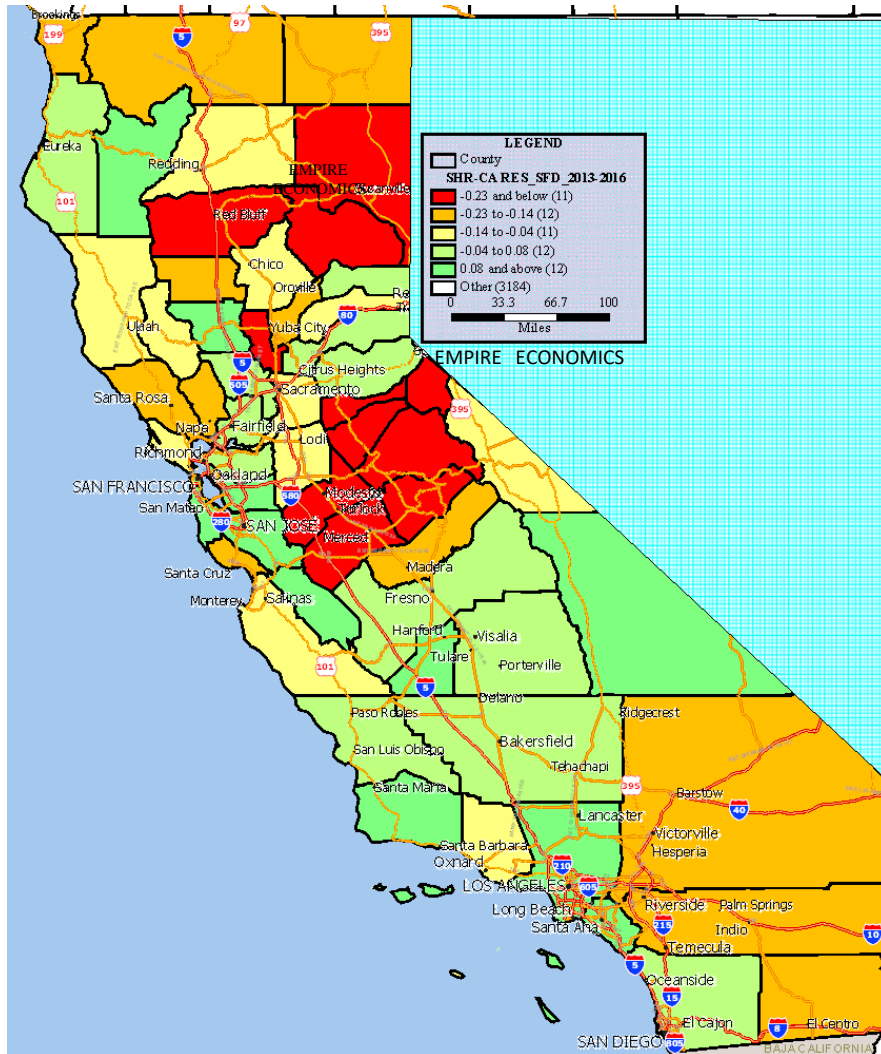 Brookings
199
5
97
395
Eureka
Redding
EMPIRE
ECONOMICS
101
Red Bluff
LEGEND
County
SHR-CA RES_SFD_2013-2016
-0.23 and below (11)
-0.23 to -0.14 (12)
-0.14 to -0.04 (11)
-0.04 to 0.08 (12)
0.08 and above (12)
Other (3184)
0 33.3 66.7 100
Miles
Chico
Oroville
80
Ukiah
Yuba City
EMPIRE ECONOMICS
5
505
Citrus Heights
Sacramento
395
Santa Rosa
Napa
Fairfield
Lodi
Richmond
Oakland
SAN FRANCISCO
580
Modesto
Turlock
San Mateo
280
SAN JOSE
Merced
Santa Cruz
Madera
Monterey
Salinas
Fresno
Hanford
Visalia
Tulare
101
Porterville
5
Delano
Paso Robles
Ridgecrest
San Luis Obispo
Bakersfield
Tehachapi
Santa Maria
395
Barstow
40
Lancaster
Santa Barbara
Victorville
Oxnard
210
Hesperia
LOS ANGELES
605
Riverside
Palm Springs
Long Beach
Santa Ana
215
Indio
10
Temecula
5
Oceanside
15
El Cajon
8
El Centro
SAN DIEGO
805
BAJA CALIFORNIA